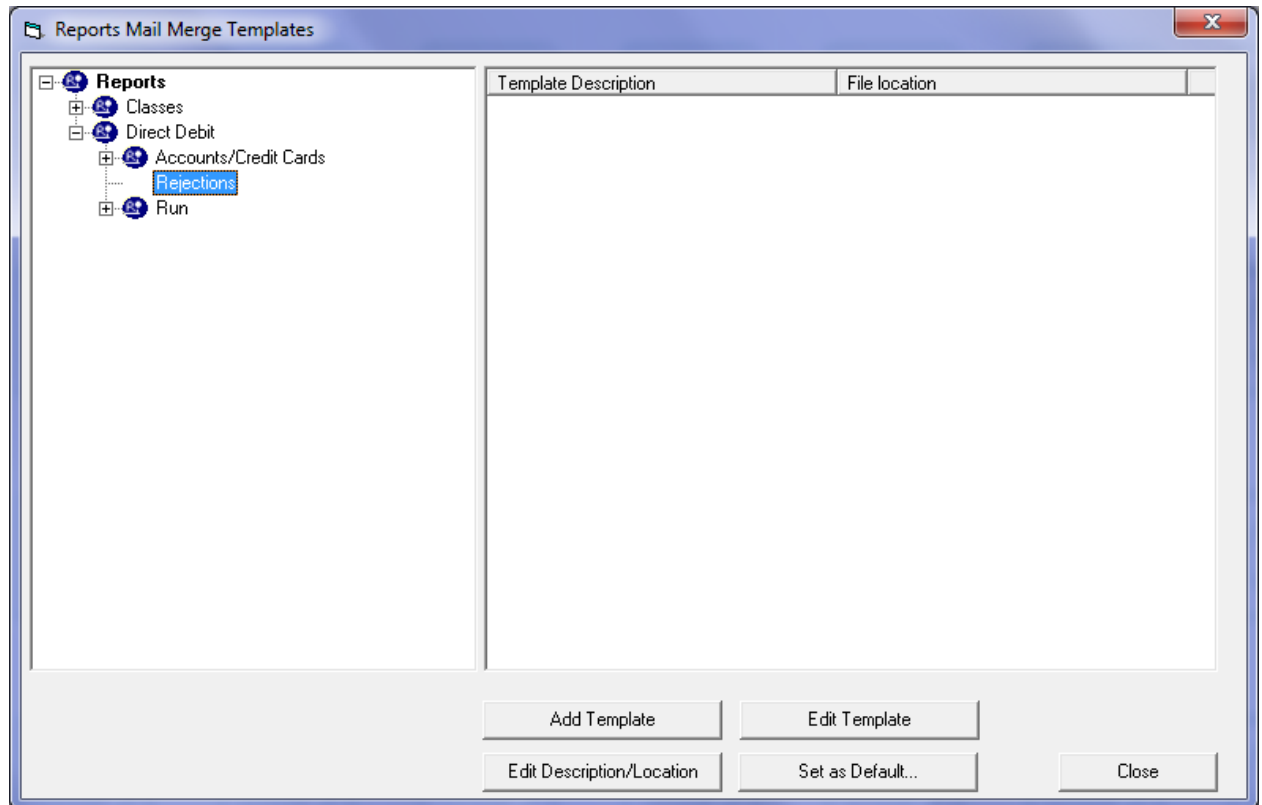 Reports Mail Merge Templates
Reports
Classes
Direct Debit
Accounts/Credit Cards
Rejections
Run
Template Description File location
Add Template Edit Template
Edit Description/Location Set as Default... Close